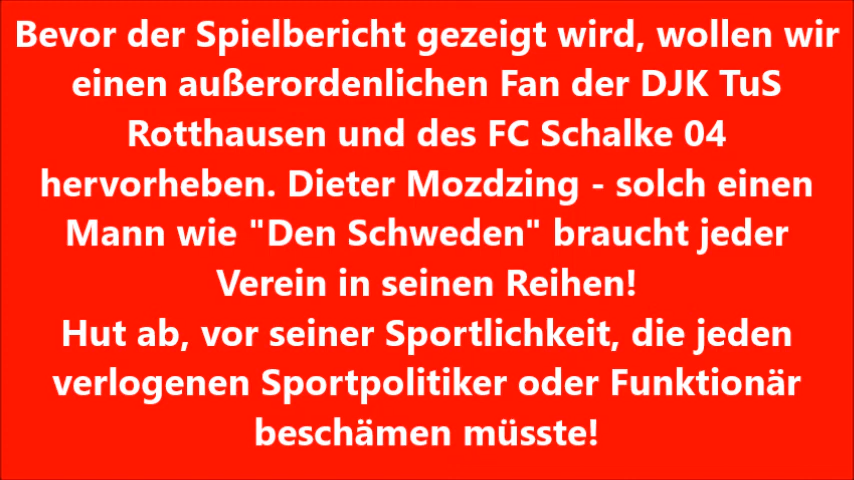 Bevor der Spielbericht gezeigt wird, wollen wir
einen außerordenlichen Fan der DJK TuS
Rotthausen und des FC Schalke 04
hervorheben. Dieter Mozdzing - solch einen
Mann wie "Den Schweden" braucht jeder
Verein in seinen Reihen!
Hut ab, vor seiner Sportlichkeit, die jeden
verlogenen Sportpolitiker oder Funktionär
beschämen müsste!